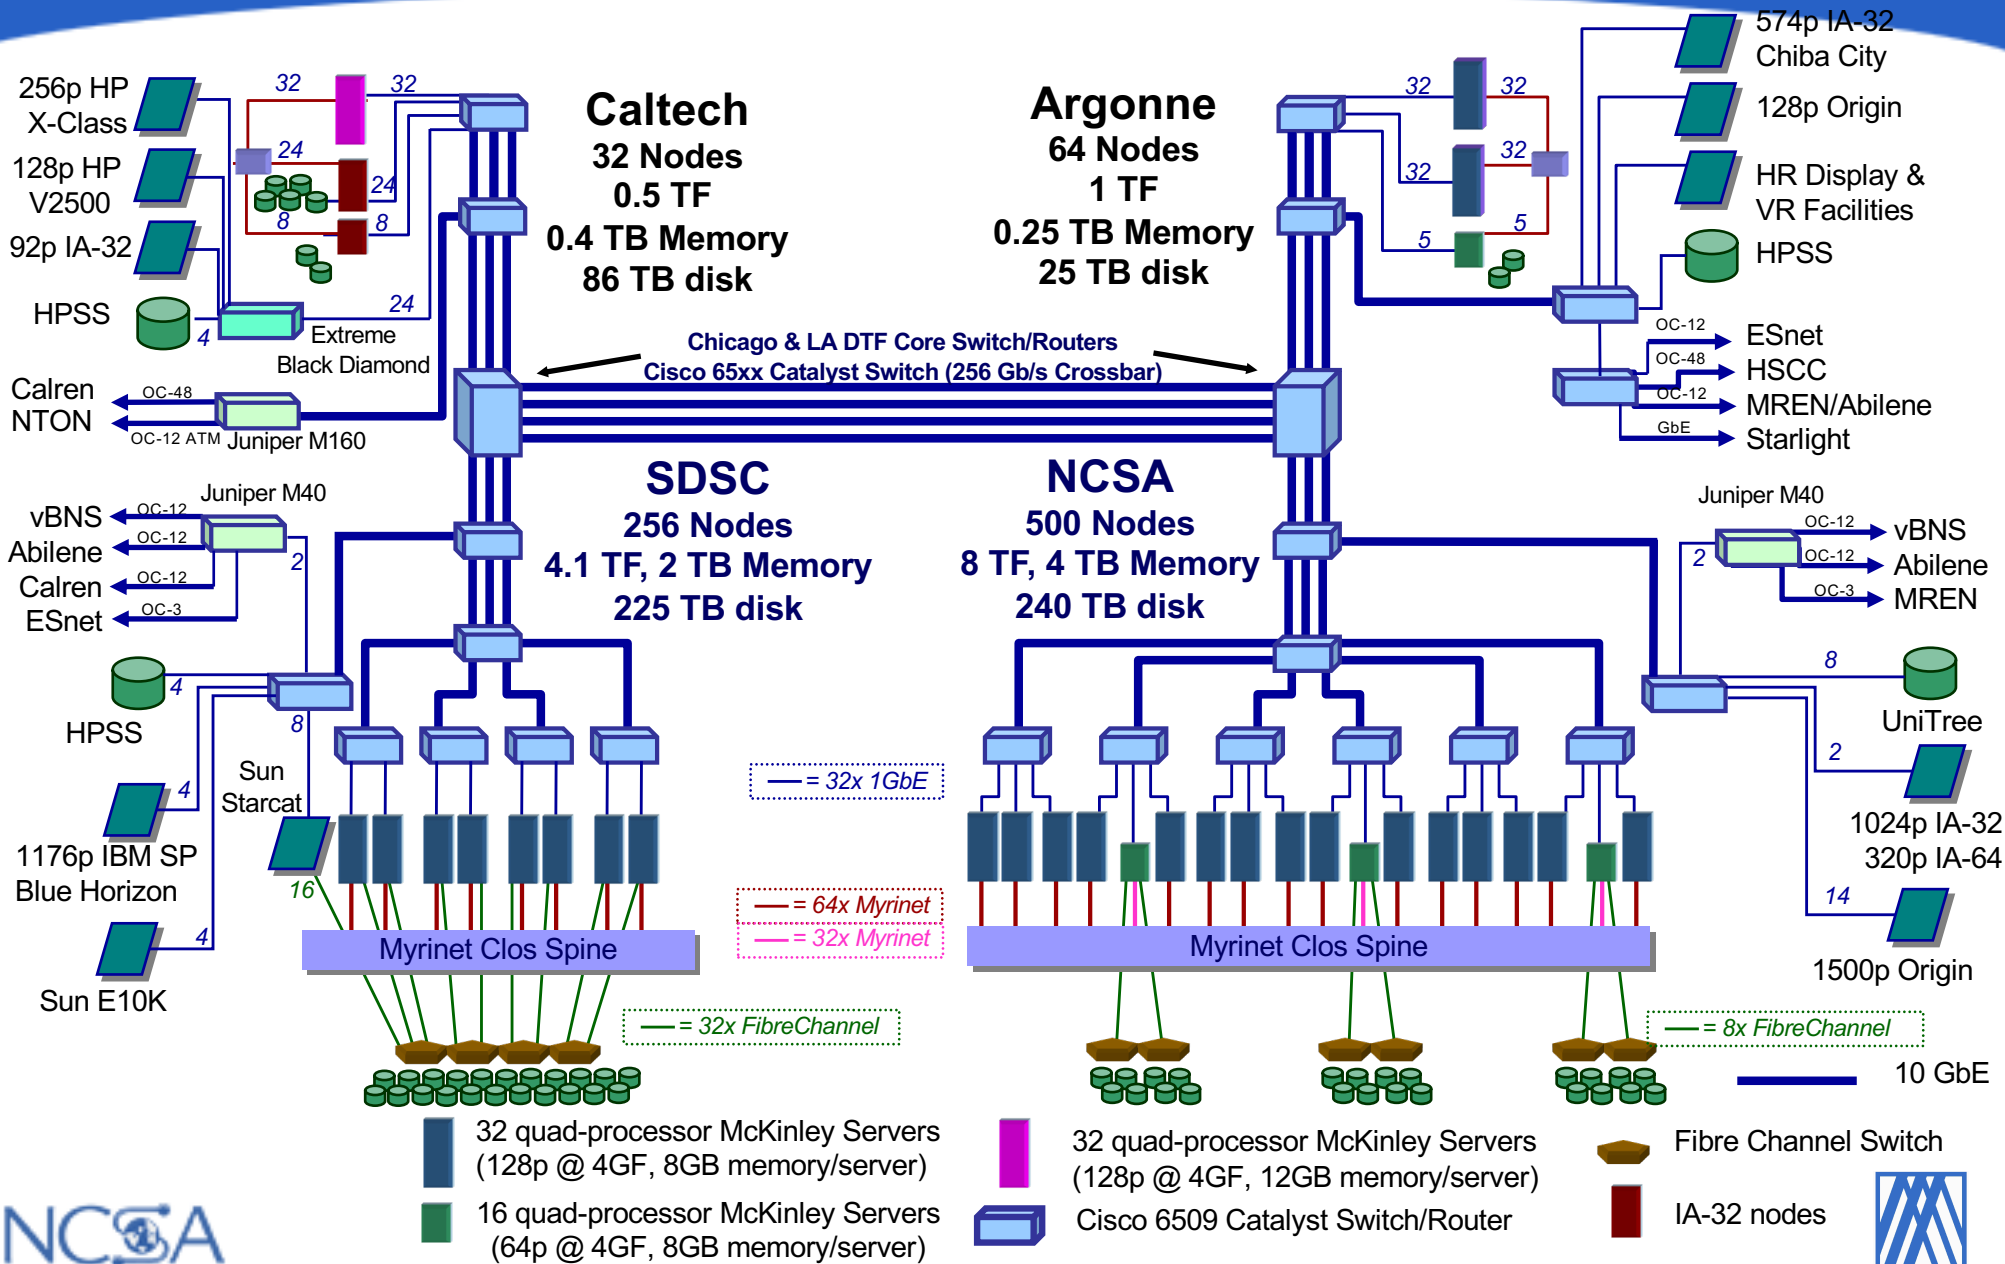 256p HP
X-Class
128p HP
V2500
92p IA-32
HPSS
4
32
32
24
24
8
8
24
Extreme
Black Diamond
Calren
NTON
OC-48
OC-12 ATM
Juniper M160
Caltech
32 Nodes
0.5 TF
0.4 TB Memory
86 TB disk
Argonne
64 Nodes
1 TF
0.25 TB Memory
25 TB disk
32
32
32
32
5
5
574p IA-32
Chiba City
128p Origin
HR Display &
VR Facilities
HPSS
OC-12
ESnet
OC-48
HSCC
OC-12
MREN/Abilene
GbE
Starlight
Chicago & LA DTF Core Switch/Routers
Cisco 65xx Catalyst Switch (256 Gb/s Crossbar)
SDSC
256 Nodes
4.1 TF, 2 TB Memory
225 TB disk
NCSA
500 Nodes
8 TF, 4 TB Memory
240 TB disk
Juniper M40
vBNS
OC-12
Abilene
OC-12
Calren
OC-12
ESnet
OC-3
2
HPSS
4
8
Sun
Starcat
4
1176p IBM SP
Blue Horizon
16
4
Sun E10K
Juniper M40
2
OC-12
vBNS
OC-12
Abilene
OC-3
MREN
8
UniTree
2
1024p IA-32
320p IA-64
14
1500p Origin
= 32x 1GbE
= 64x Myrinet
= 32x Myrinet
Myrinet Clos Spine
Myrinet Clos Spine
= 32x FibreChannel
= 8x FibreChannel
10 GbE
32 quad-processor McKinley Servers
(128p @ 4GF, 8GB memory/server)
16 quad-processor McKinley Servers
(64p @ 4GF, 8GB memory/server)
32 quad-processor McKinley Servers
(128p @ 4GF, 12GB memory/server)
Cisco 6509 Catalyst Switch/Router
Fibre Channel Switch
IA-32 nodes
NCSA